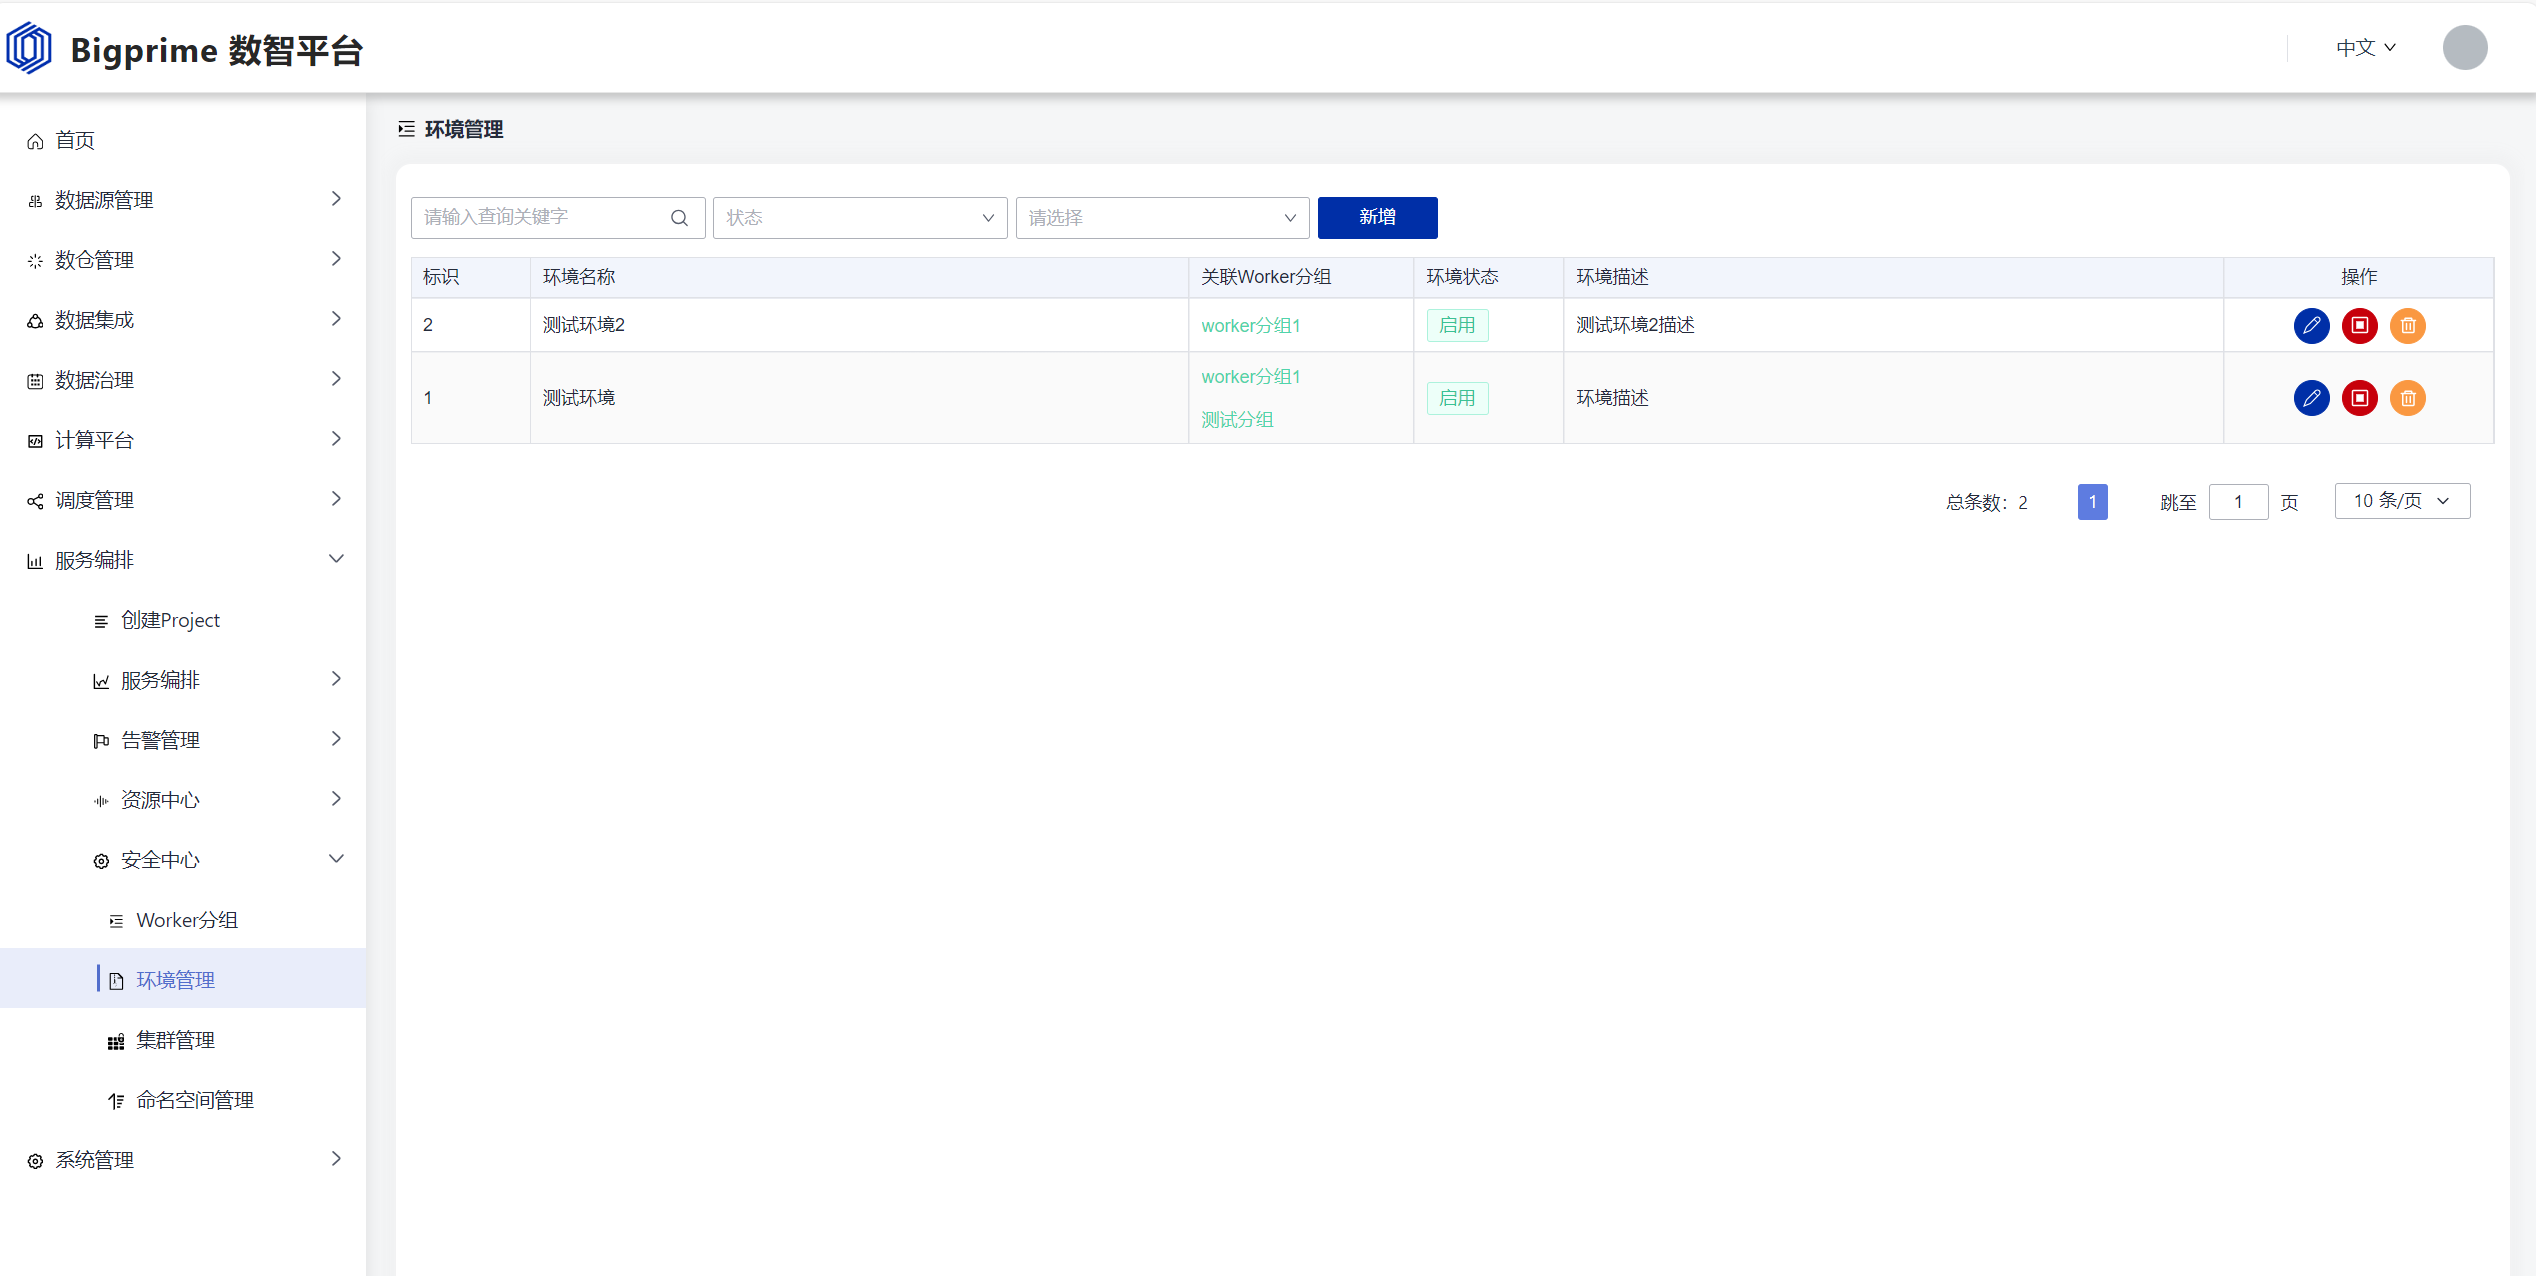 Bigprime 数智平台
中文
首页
数据源管理
数仓管理
数据集成
数据治理
计算平台
调度管理
服务编排
创建Project
服务编排
告警管理
资源中心
安全中心
Worker分组
环境管理
集群管理
命名空间管理
系统管理
环境管理
请输入查询关键字 状态 请选择 新增
标识 环境名称 关联Worker分组 环境状态 环境描述 操作
2 测试环境2 worker分组1 启用 测试环境2描述
1 测试环境 worker分组1 测试分组 启用 环境描述
总条数：2 1 跳至 1 页 10 条/页